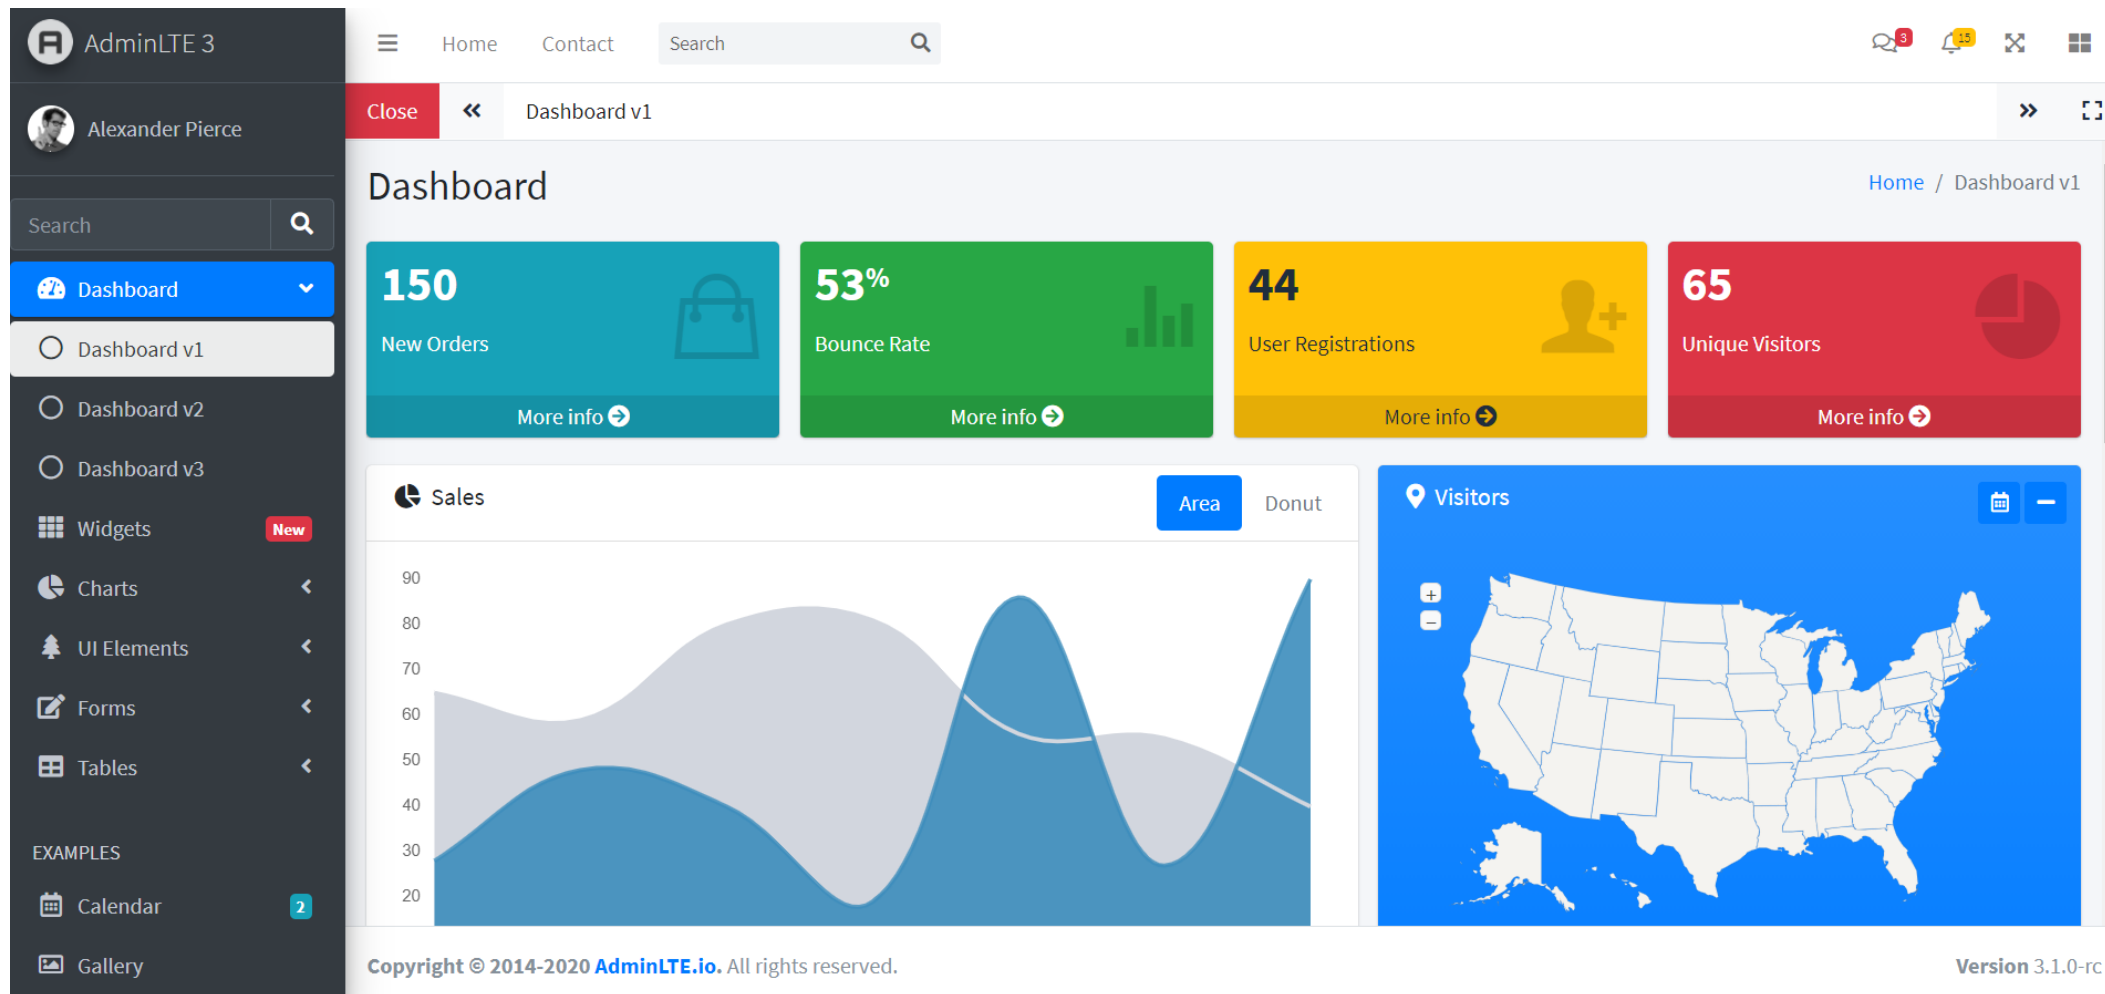 AdminLTE 3
Alexander Pierce
Search
Dashboard
Dashboard v1
Dashboard v2
Dashboard v3
Widgets New
Charts
UI Elements
Forms
Tables
EXAMPLES
Calendar 2
Gallery
Home Contact Search 3 15
Close Dashboard v1
Dashboard Home / Dashboard v1
150
New Orders
More info
53%
Bounce Rate
More info
44
User Registrations
More info
65
Unique Visitors
More info
Sales Area Donut
90
80
70
60
50
40
30
20
Visitors
+
−
Copyright © 2014-2020 AdminLTE.io. All rights reserved. Version 3.1.0-rc